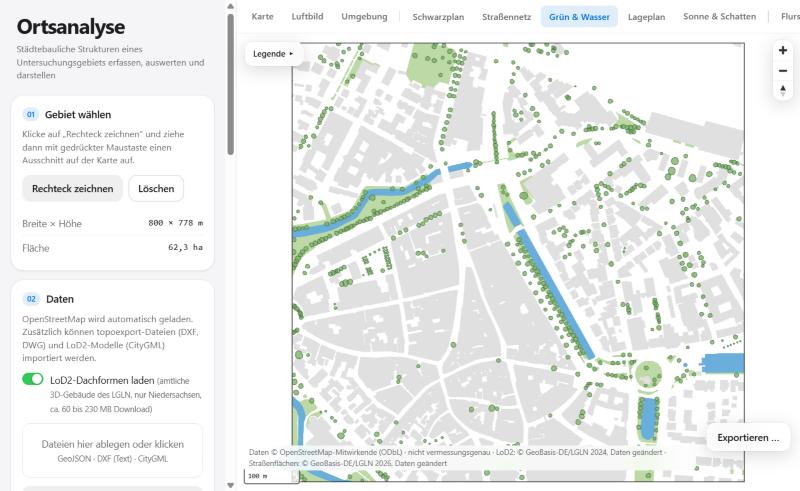 Ortsanalyse
Städtebauliche Strukturen eines
Untersuchungsgebiets erfassen, auswerten und
darstellen
01 Gebiet wählen
Klicke auf „Rechteck zeichnen“ und ziehe
dann mit gedrückter Maustaste einen
Ausschnitt auf der Karte auf.
Rechteck zeichnen Löschen
Breite × Höhe 800 × 778 m
Fläche 62,3 ha
02 Daten
OpenStreetMap wird automatisch geladen.
Zusätzlich können topoexport-Dateien (DXF,
DWG) und LoD2-Modelle (CityGML)
importiert werden.
LoD2-Dachformen laden (amtliche
3D-Gebäude des LGLN, nur Niedersachsen,
ca. 60 bis 230 MB Download)
Dateien hier ablegen oder klicken
GeoJSON · DXF (Text) · CityGML
Karte Luftbild Umgebung Schwarzplan Straßennetz Grün & Wasser Lageplan Sonne & Schatten Flurs
Legende ▸
Exportieren ...
Daten © OpenStreetMap-Mitwirkende (ODbL) · nicht vermessungsgenau · LoD2: © GeoBasis-DE/LGLN 2024, Daten geändert ·
Straßenflächen: © GeoBasis-DE/LGLN 2026, Daten geändert
100 m